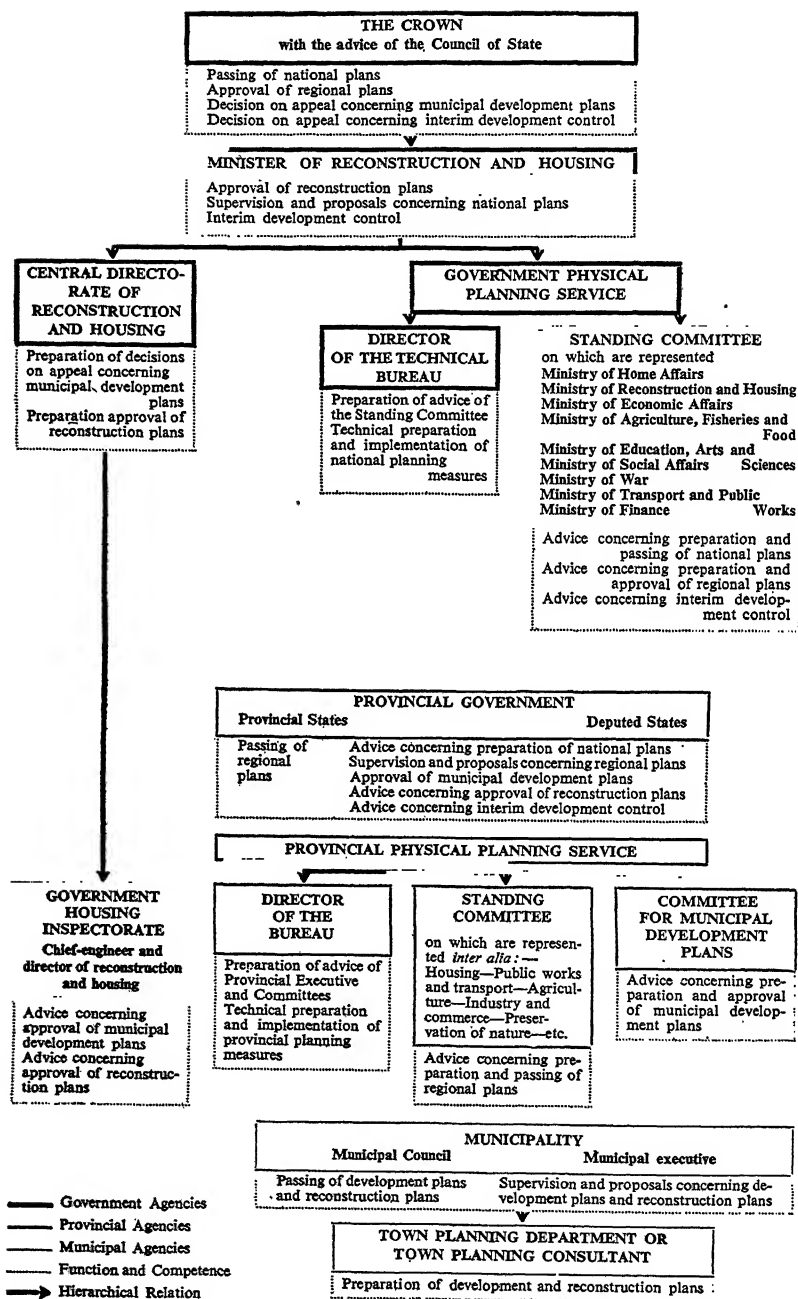 THE CROWN
with the advice of the Council of State
Passing of national plans
Approval of regional plans
Decision on appeal concerning municipal development plans
Decision on appeal concerning interim development control
MINISTER OF RECONSTRUCTION AND HOUSING
Approval of reconstruction plans
Supervision and proposals concerning national plans
Interim development control
CENTRAL DIRECTO-
RATE OF
RECONSTRUCTION
AND HOUSING
Preparation of decisions
on appeal concerning
municipal development
plans
Preparation approval of
reconstruction plans
GOVERNMENT PHYSICAL
PLANNING SERVICE
DIRECTOR
OF THE TECHNICAL
BUREAU
Preparation of advice of
the Standing Committee
Technical preparation
and implementation of
national planning
measures
STANDING COMMITTEE
on which are represented
Ministry of Home Affairs
Ministry of Reconstruction and Housing
Ministry of Economic Affairs
Ministry of Agriculture, Fisheries and
Food
Ministry of Education, Arts and
Ministry of Social Affairs Sciences
Ministry of War
Ministry of Transport and Public
Ministry of Finance Works
Advice concerning preparation and
passing of national plans
Advice concerning preparation and
approval of regional plans
Advice concerning interim develop-
ment control
PROVINCIAL GOVERNMENT
Provincial States Deputed States
Passing of
regional
plans
Advice concerning preparation of national plans
Supervision and proposals concerning regional plans
Approval of municipal development plans
Advice concerning approval of reconstruction plans
Advice concerning interim development control
PROVINCIAL PHYSICAL PLANNING SERVICE
GOVERNMENT
HOUSING
INSPECTORATE
Chief-engineer and
director of reconstruction
and housing
Advice concerning
approval of municipal
development plans
Advice concerning
approval of reconstruc-
tion plans
DIRECTOR
OF THE
BUREAU
Preparation of advice of
Provincial Executive
and Committees
Technical preparation
and implementation of
provincial planning
measures
STANDING
COMMITTEE
on which are represen-
ted inter alia: —
Housing—Public works
and transport—Agricul-
ture—Industry and
commerce—Preser-
vation of nature—etc.
Advice concerning pre-
paration and passing of
regional plans
COMMITTEE
FOR MUNICIPAL
DEVELOPMENT
PLANS
Advice concerning pre-
paration and approval
of municipal develop-
ment plans
MUNICIPALITY
Municipal Council Municipal executive
Passing of development plans
and reconstruction plans
Supervision and proposals concerning de-
velopment plans and reconstruction plans
TOWN PLANNING DEPARTMENT OR
TOWN PLANNING CONSULTANT
Preparation of development and reconstruction plans
Government Agencies
Provincial Agencies
Municipal Agencies
Function and Competence
Hierarchical Relation